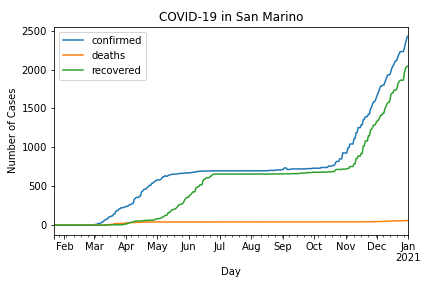 COVID-19 in San Marino
confirmed
deaths
recovered
Number of Cases
2500
2000
1500
1000
500
0
Feb Mar Apr May Jun Jul Aug Sep Oct Nov Dec Jan
2021
Day